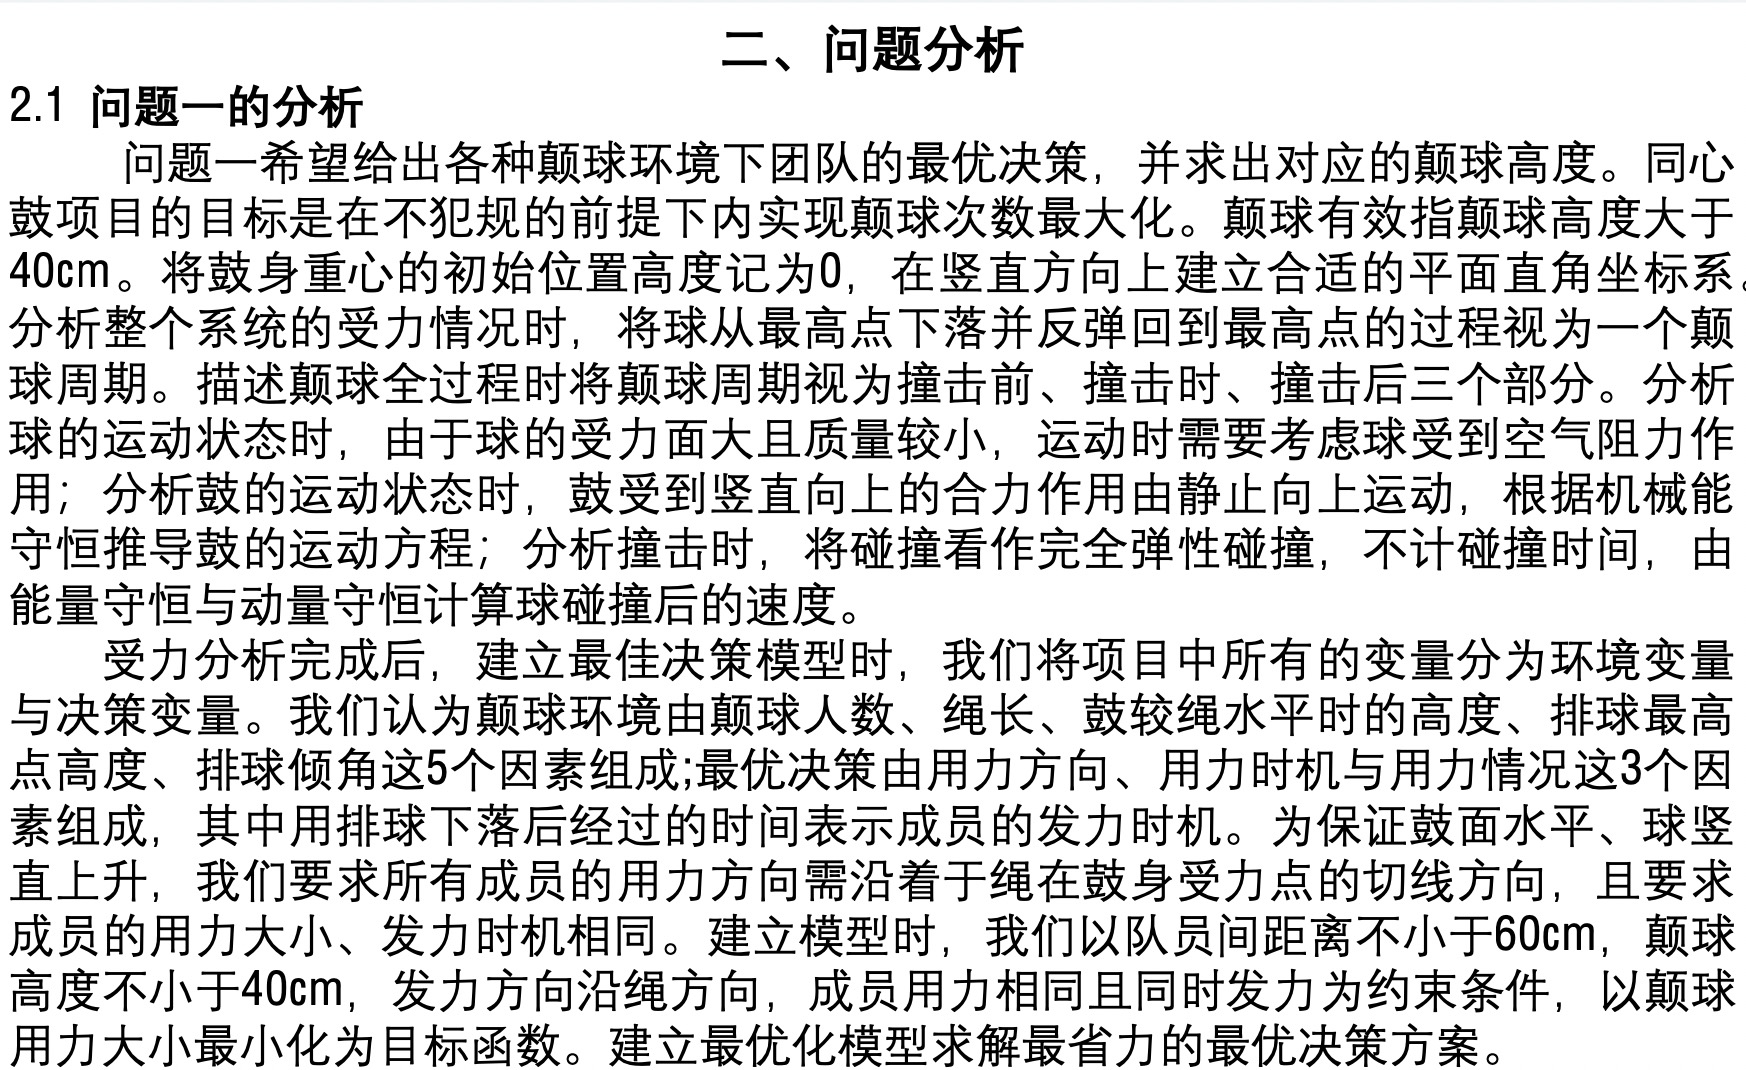 二、问题分析
2.1 问题一的分析
问题一希望给出各种颠球环境下团队的最优决策，并求出对应的颠球高度。同心
鼓项目的目标是在不犯规的前提下内实现颠球次数最大化。颠球有效指颠球高度大于
40cm。将鼓身重心的初始位置高度记为0，在竖直方向上建立合适的平面直角坐标系。
分析整个系统的受力情况时，将球从最高点下落并反弹回到最高点的过程视为一个颠
球周期。描述颠球全过程时将颠球周期视为撞击前、撞击时、撞击后三个部分。分析
球的运动状态时，由于球的受力面大且质量较小，运动时需要考虑球受到空气阻力作
用；分析鼓的运动状态时，鼓受到竖直向上的合力作用由静止向上运动，根据机械能
守恒推导鼓的运动方程；分析撞击时，将碰撞看作完全弹性碰撞，不计碰撞时间，由
能量守恒与动量守恒计算球碰撞后的速度。
受力分析完成后，建立最佳决策模型时，我们将项目中所有的变量分为环境变量
与决策变量。我们认为颠球环境由颠球人数、绳长、鼓较绳水平时的高度、排球最高
点高度、排球倾角这5个因素组成;最优决策由用力方向、用力时机与用力情况这3个因
素组成，其中用排球下落后经过的时间表示成员的发力时机。为保证鼓面水平、球竖
直上升，我们要求所有成员的用力方向需沿着于绳在鼓身受力点的切线方向，且要求
成员的用力大小、发力时机相同。建立模型时，我们以队员间距离不小于60cm，颠球
高度不小于40cm，发力方向沿绳方向，成员用力相同且同时发力为约束条件，以颠球
用力大小最小化为目标函数。建立最优化模型求解最省力的最优决策方案。